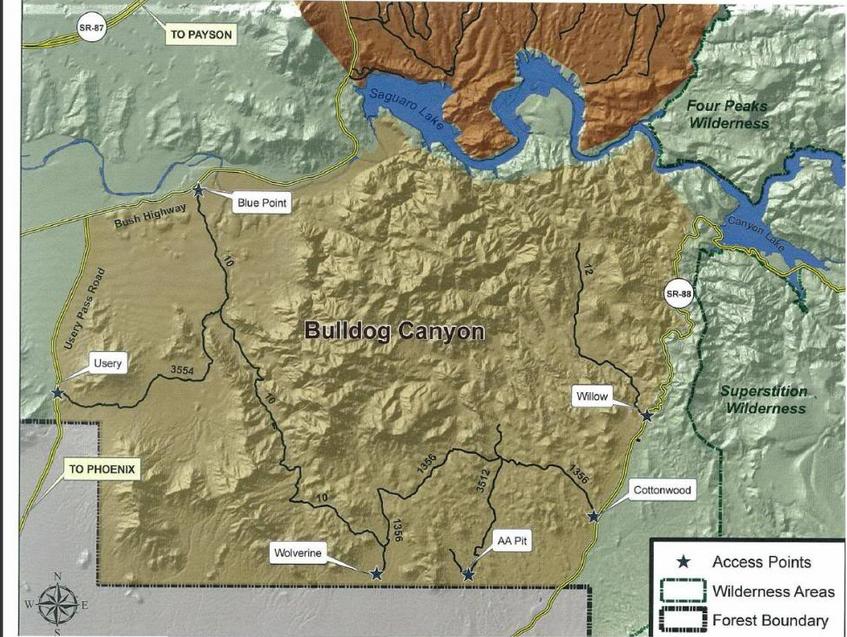 SR-87
TO PAYSON
Saguaro Lake
Four Peaks
Wilderness
Blue Point
Bush Highway
Canyon Lake
10
12
SR-88
Usery Pass Road
Bulldog Canyon
Usery
3554
10
Willow
Superstition
Wilderness
TO PHOENIX
1356
3512
1356
Cottonwood
10
1356
AA Pit
Wolverine
Access Points
Wilderness Areas
Forest Boundary
N
W
E
S